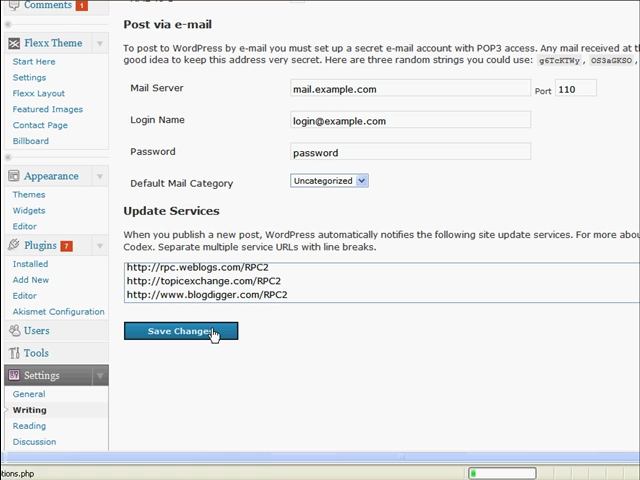 Comments 1
Flexx Theme
Start Here
Settings
Flexx Layout
Featured Images
Contact Page
Billboard
Appearance
Themes
Widgets
Editor
Plugins 7
Installed
Add New
Editor
Akismet Configuration
Users
Tools
Settings
General
Writing
Reading
Discussion
Post via e-mail
To post to WordPress by e-mail you must set up a secret e-mail account with POP3 access. Any mail received at th
good idea to keep this address very secret. Here are three random strings you could use: g6TcKTWy , OS3aGKSO ,
Mail Server mail.example.com Port 110
Login Name login@example.com
Password password
Default Mail Category Uncategorized
Update Services
When you publish a new post, WordPress automatically notifies the following site update services. For more abou
Codex. Separate multiple service URLs with line breaks.
http://rpc.weblogs.com/RPC2
http://topicexchange.com/RPC2
http://www.blogdigger.com/RPC2
Save Changes
tions.php